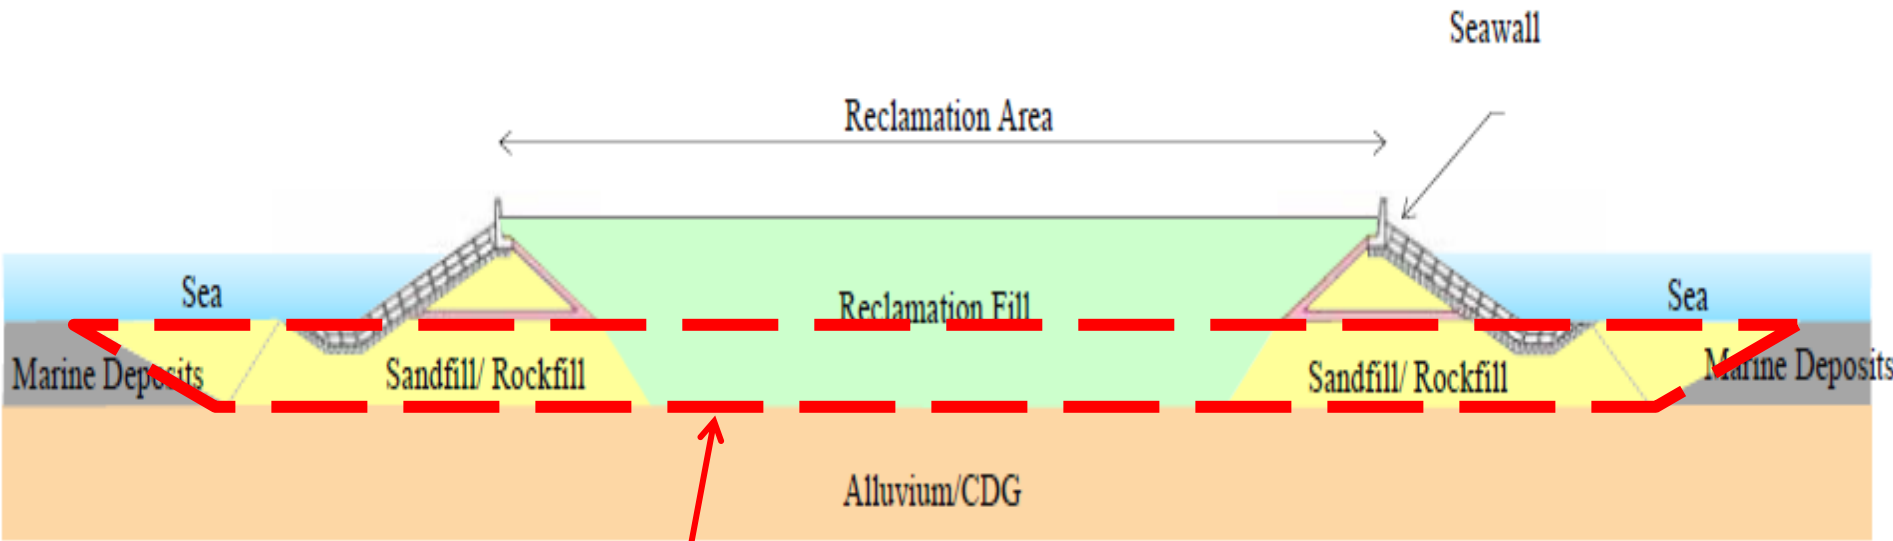 Seawall
Reclamation Area
Sea
Reclamation Fill
Sea
Marine Deposits
Sandfill/ Rockfill
Sandfill/ Rockfill
Marine Deposits
Alluvium/CDG